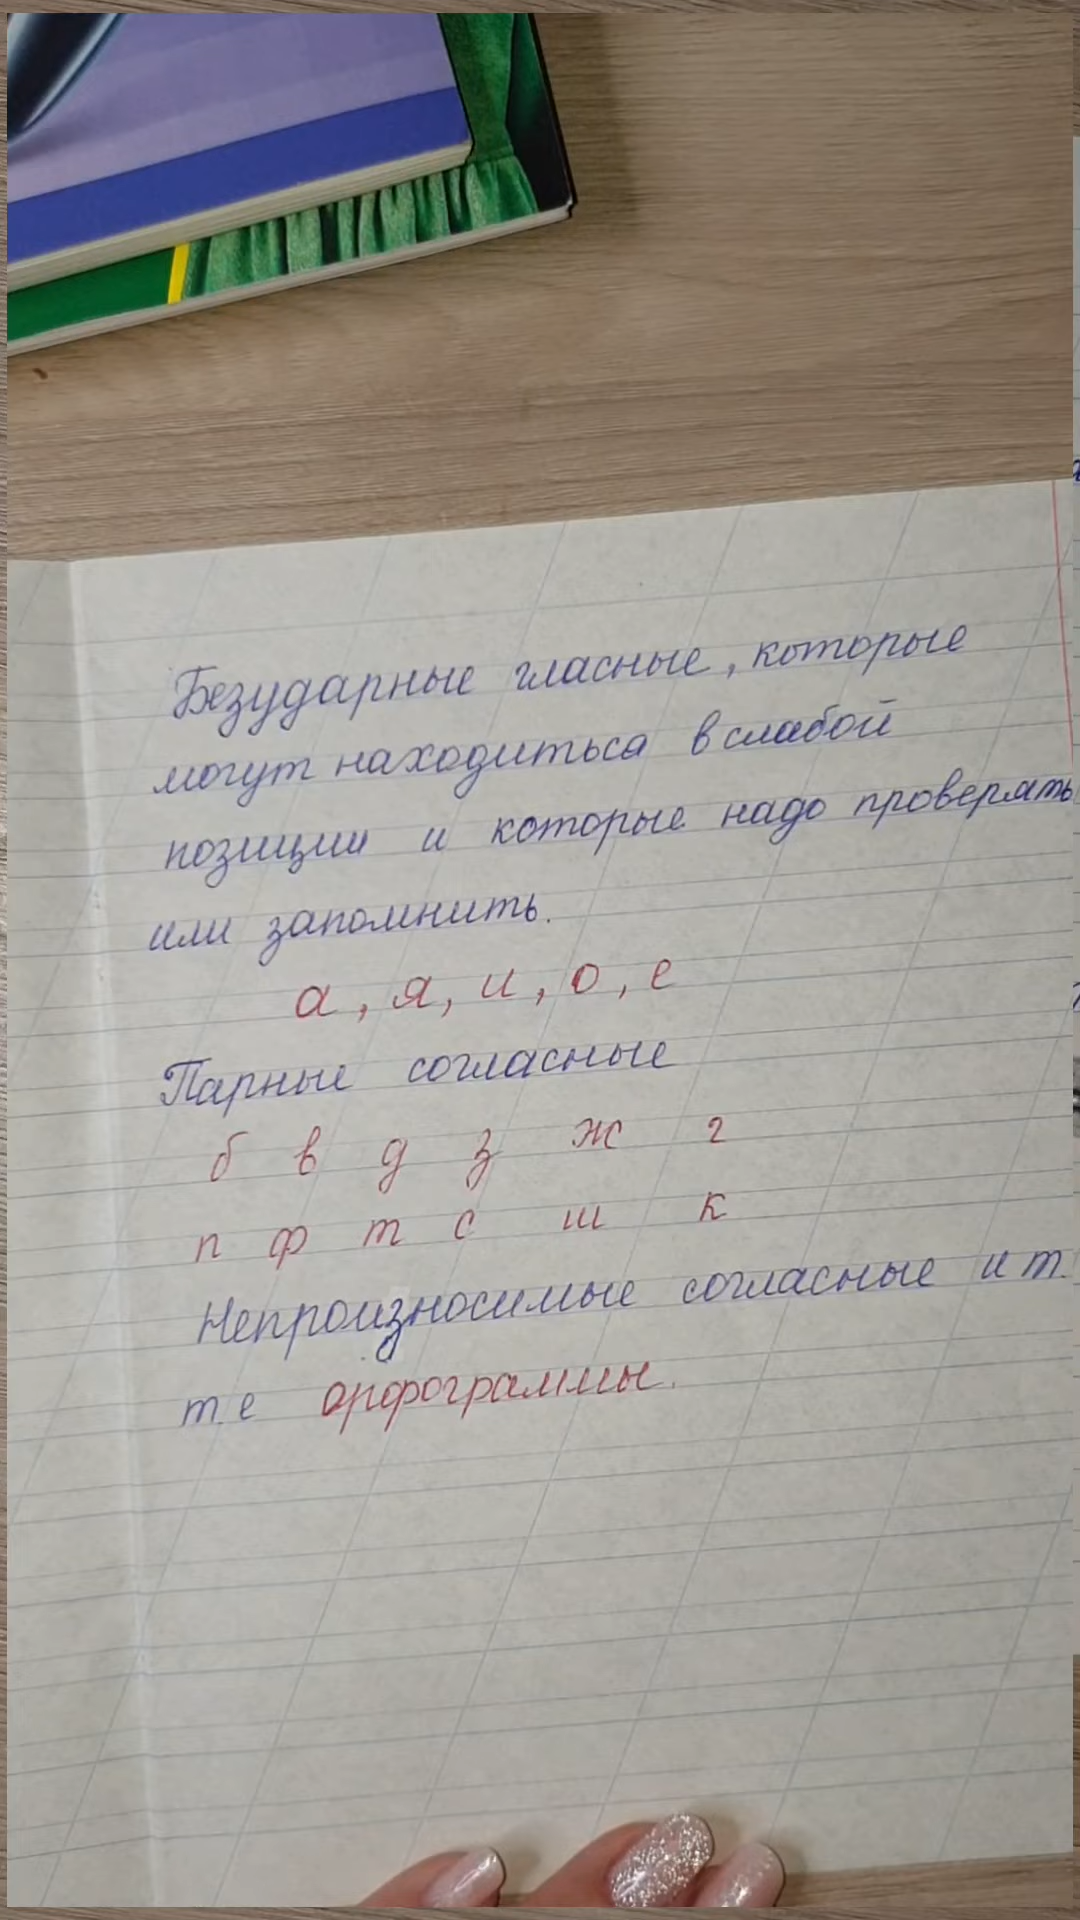 Безударные гласные, которые
могут находиться в слабой
позиции и которые надо проверять
или запомнить.
а, я, и, о, е
Парные согласные
б в д з ж г
п ф т с ш к
Непроизносимые согласные и т.
т.е орфограммы.